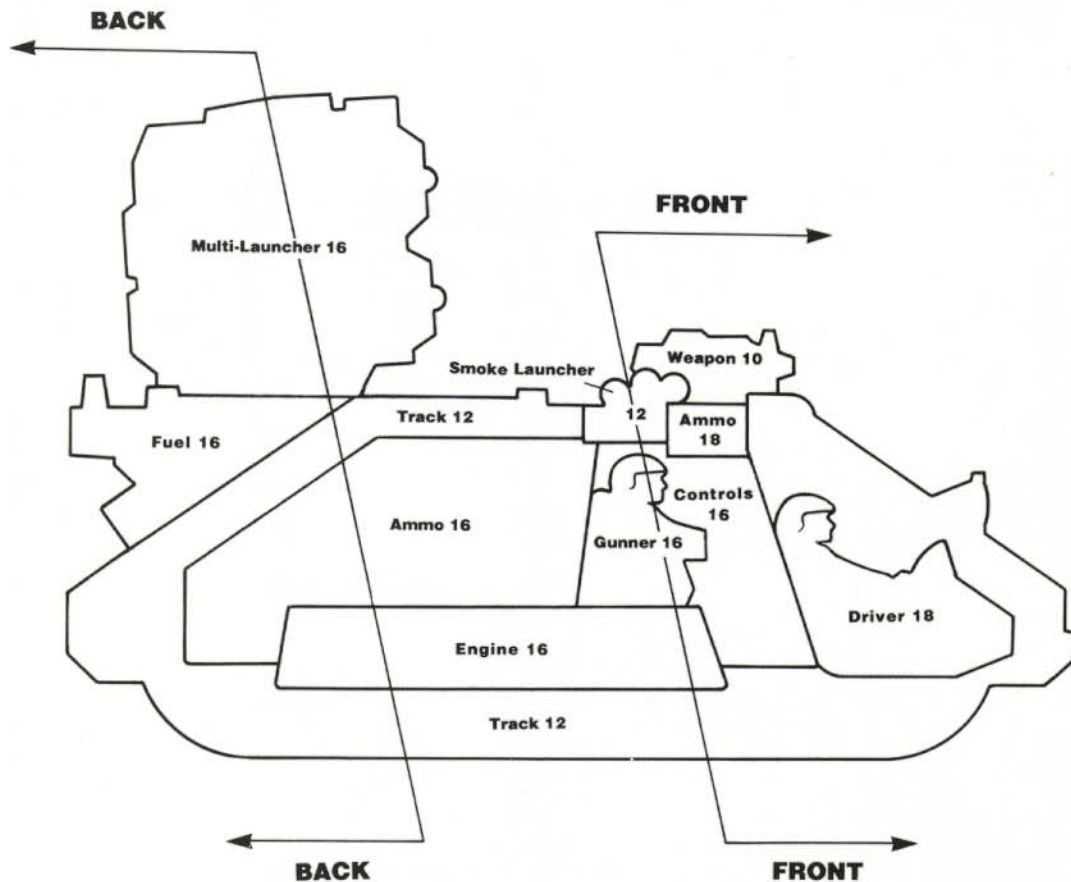 BACK
FRONT
Multi-Launcher 16
Weapon 10
Smoke Launcher
12
Track 12
Ammo
18
Fuel 16
Controls
16
Ammo 16
Gunner 16
Driver 18
Engine 16
Track 12
BACK
FRONT